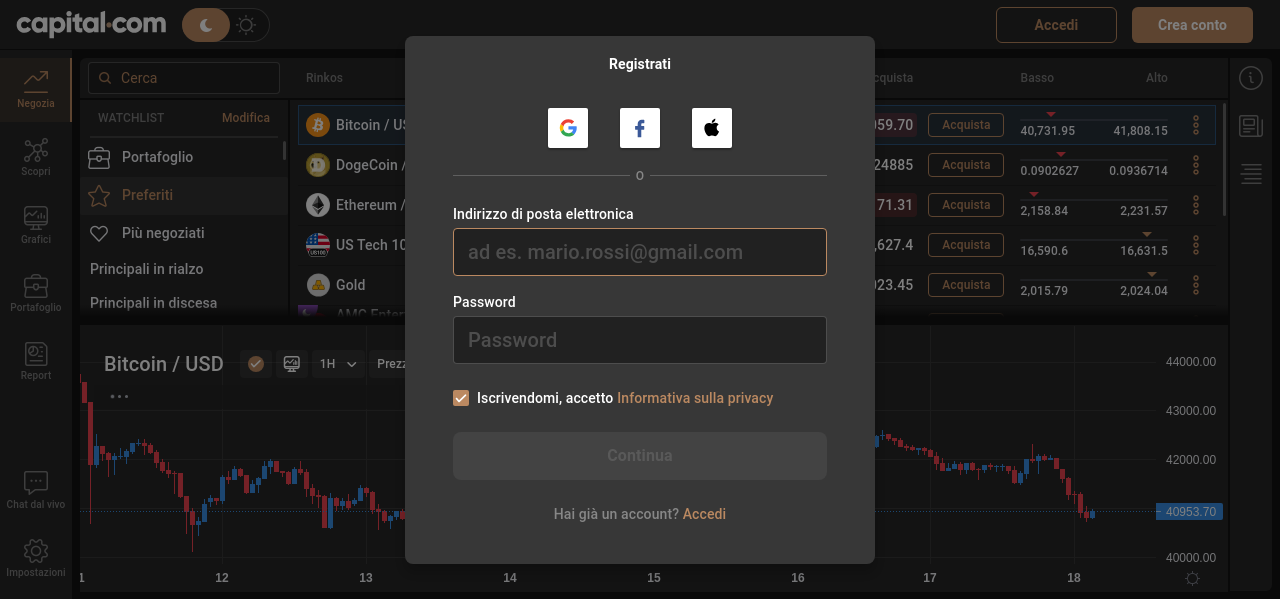 capital.com
Accedi
Crea conto
Negozia
Scopri
Grafici
Portafoglio
Report
Chat dal vivo
Impostazioni
Cerca
WATCHLIST Modifica
Portafoglio
Preferiti
Più negoziati
Principali in rialzo
Principali in discesa
Rinkos Basso Alto
Bitcoin / 059.70 Acquista 40,731.95 41,808.15
DogeCoin / 24885 Acquista 0.0902627 0.0936714
Ethereum / 71.31 Acquista 2,158.84 2,231.57
US Tech 10 ,627.4 Acquista 16,590.6 16,631.5
Gold 023.45 Acquista 2,015.79 2,024.04
Registrati
o
Indirizzo di posta elettronica
ad es. mario.rossi@gmail.com
Password
Password
Iscrivendomi, accetto Informativa sulla privacy
Continua
Hai già un account? Accedi
Bitcoin / USD
1H
44000.00
43000.00
42000.00
40953.70
40000.00
12 13 14 15 16 17 18